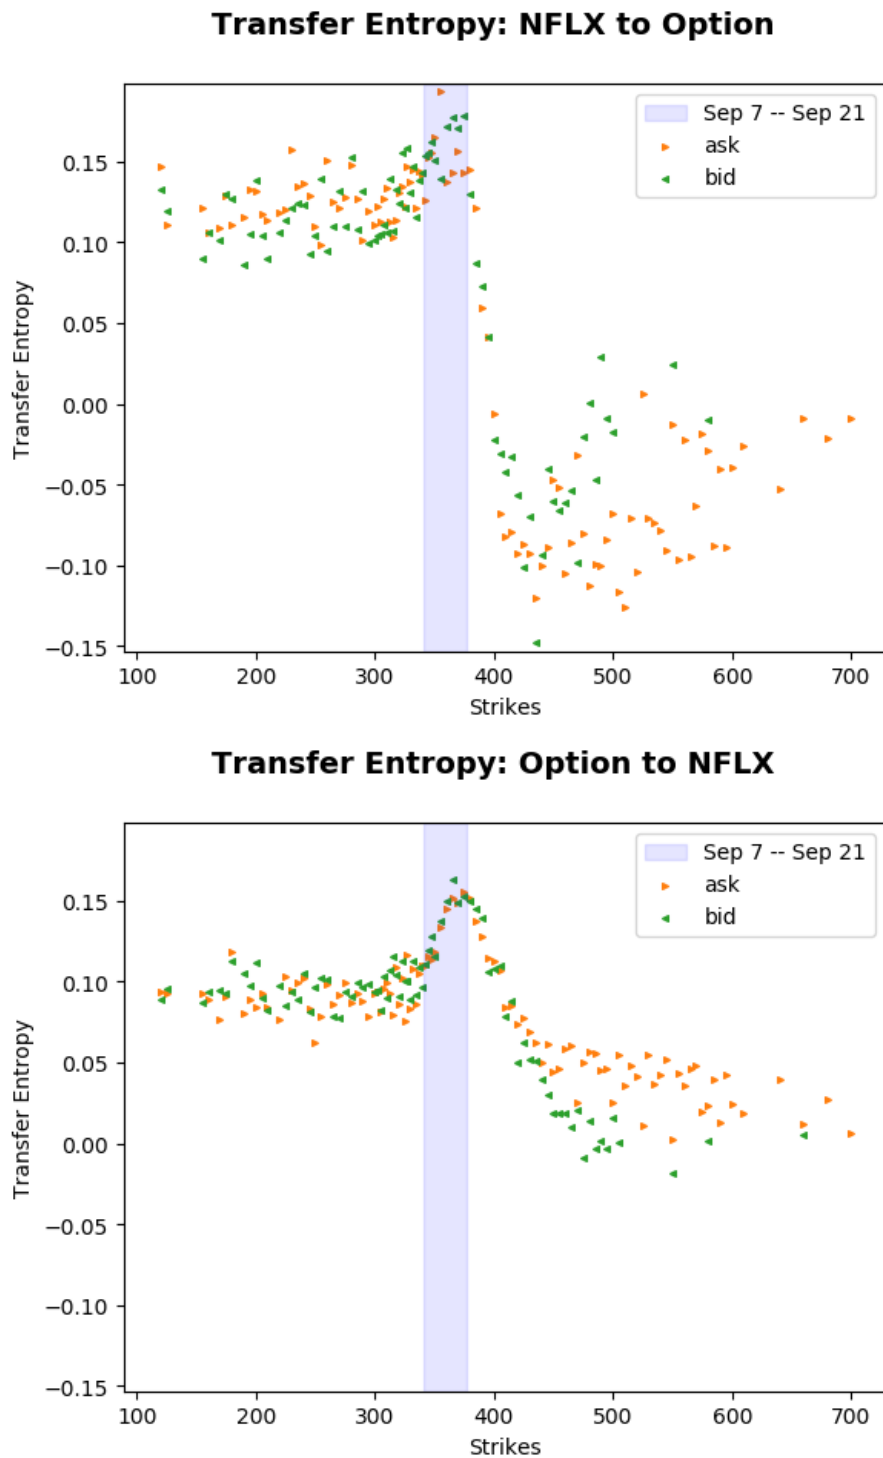 Transfer Entropy: NFLX to Option
Sep 7 -- Sep 21
ask
bid
0.15
0.10
0.05
0.00
−0.05
−0.10
−0.15
Transfer Entropy
100 200 300 400 500 600 700
Strikes
Transfer Entropy: Option to NFLX
Sep 7 -- Sep 21
ask
bid
0.15
0.10
0.05
0.00
−0.05
−0.10
−0.15
Transfer Entropy
100 200 300 400 500 600 700
Strikes